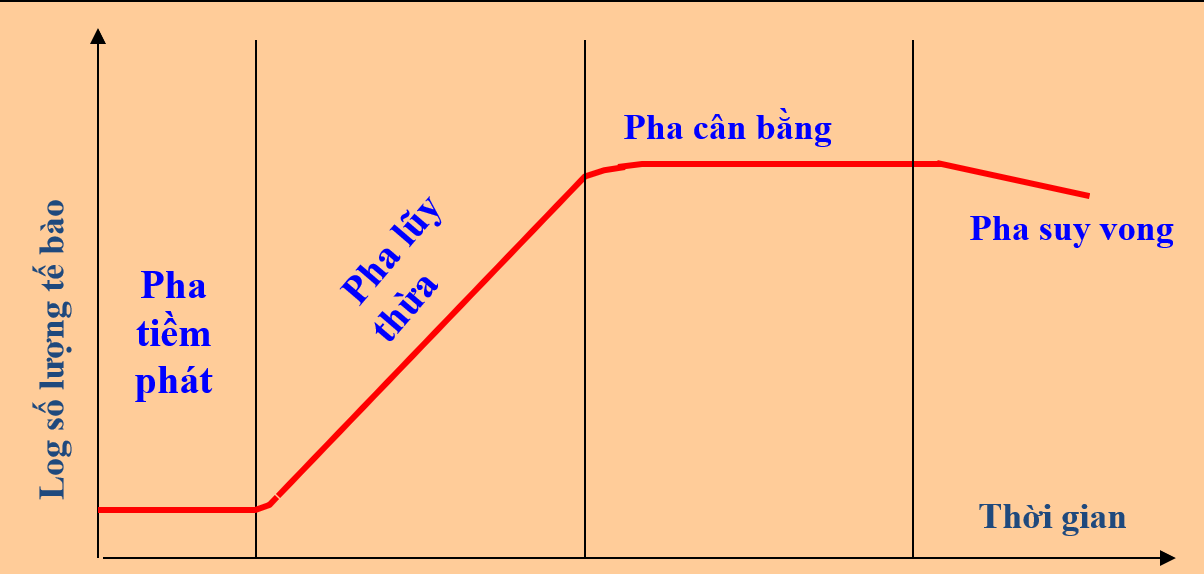 Log số lượng tế bào
Pha
tiềm
phát
Pha lũy
thừa
Pha cân bằng
Pha suy vong
Thời gian